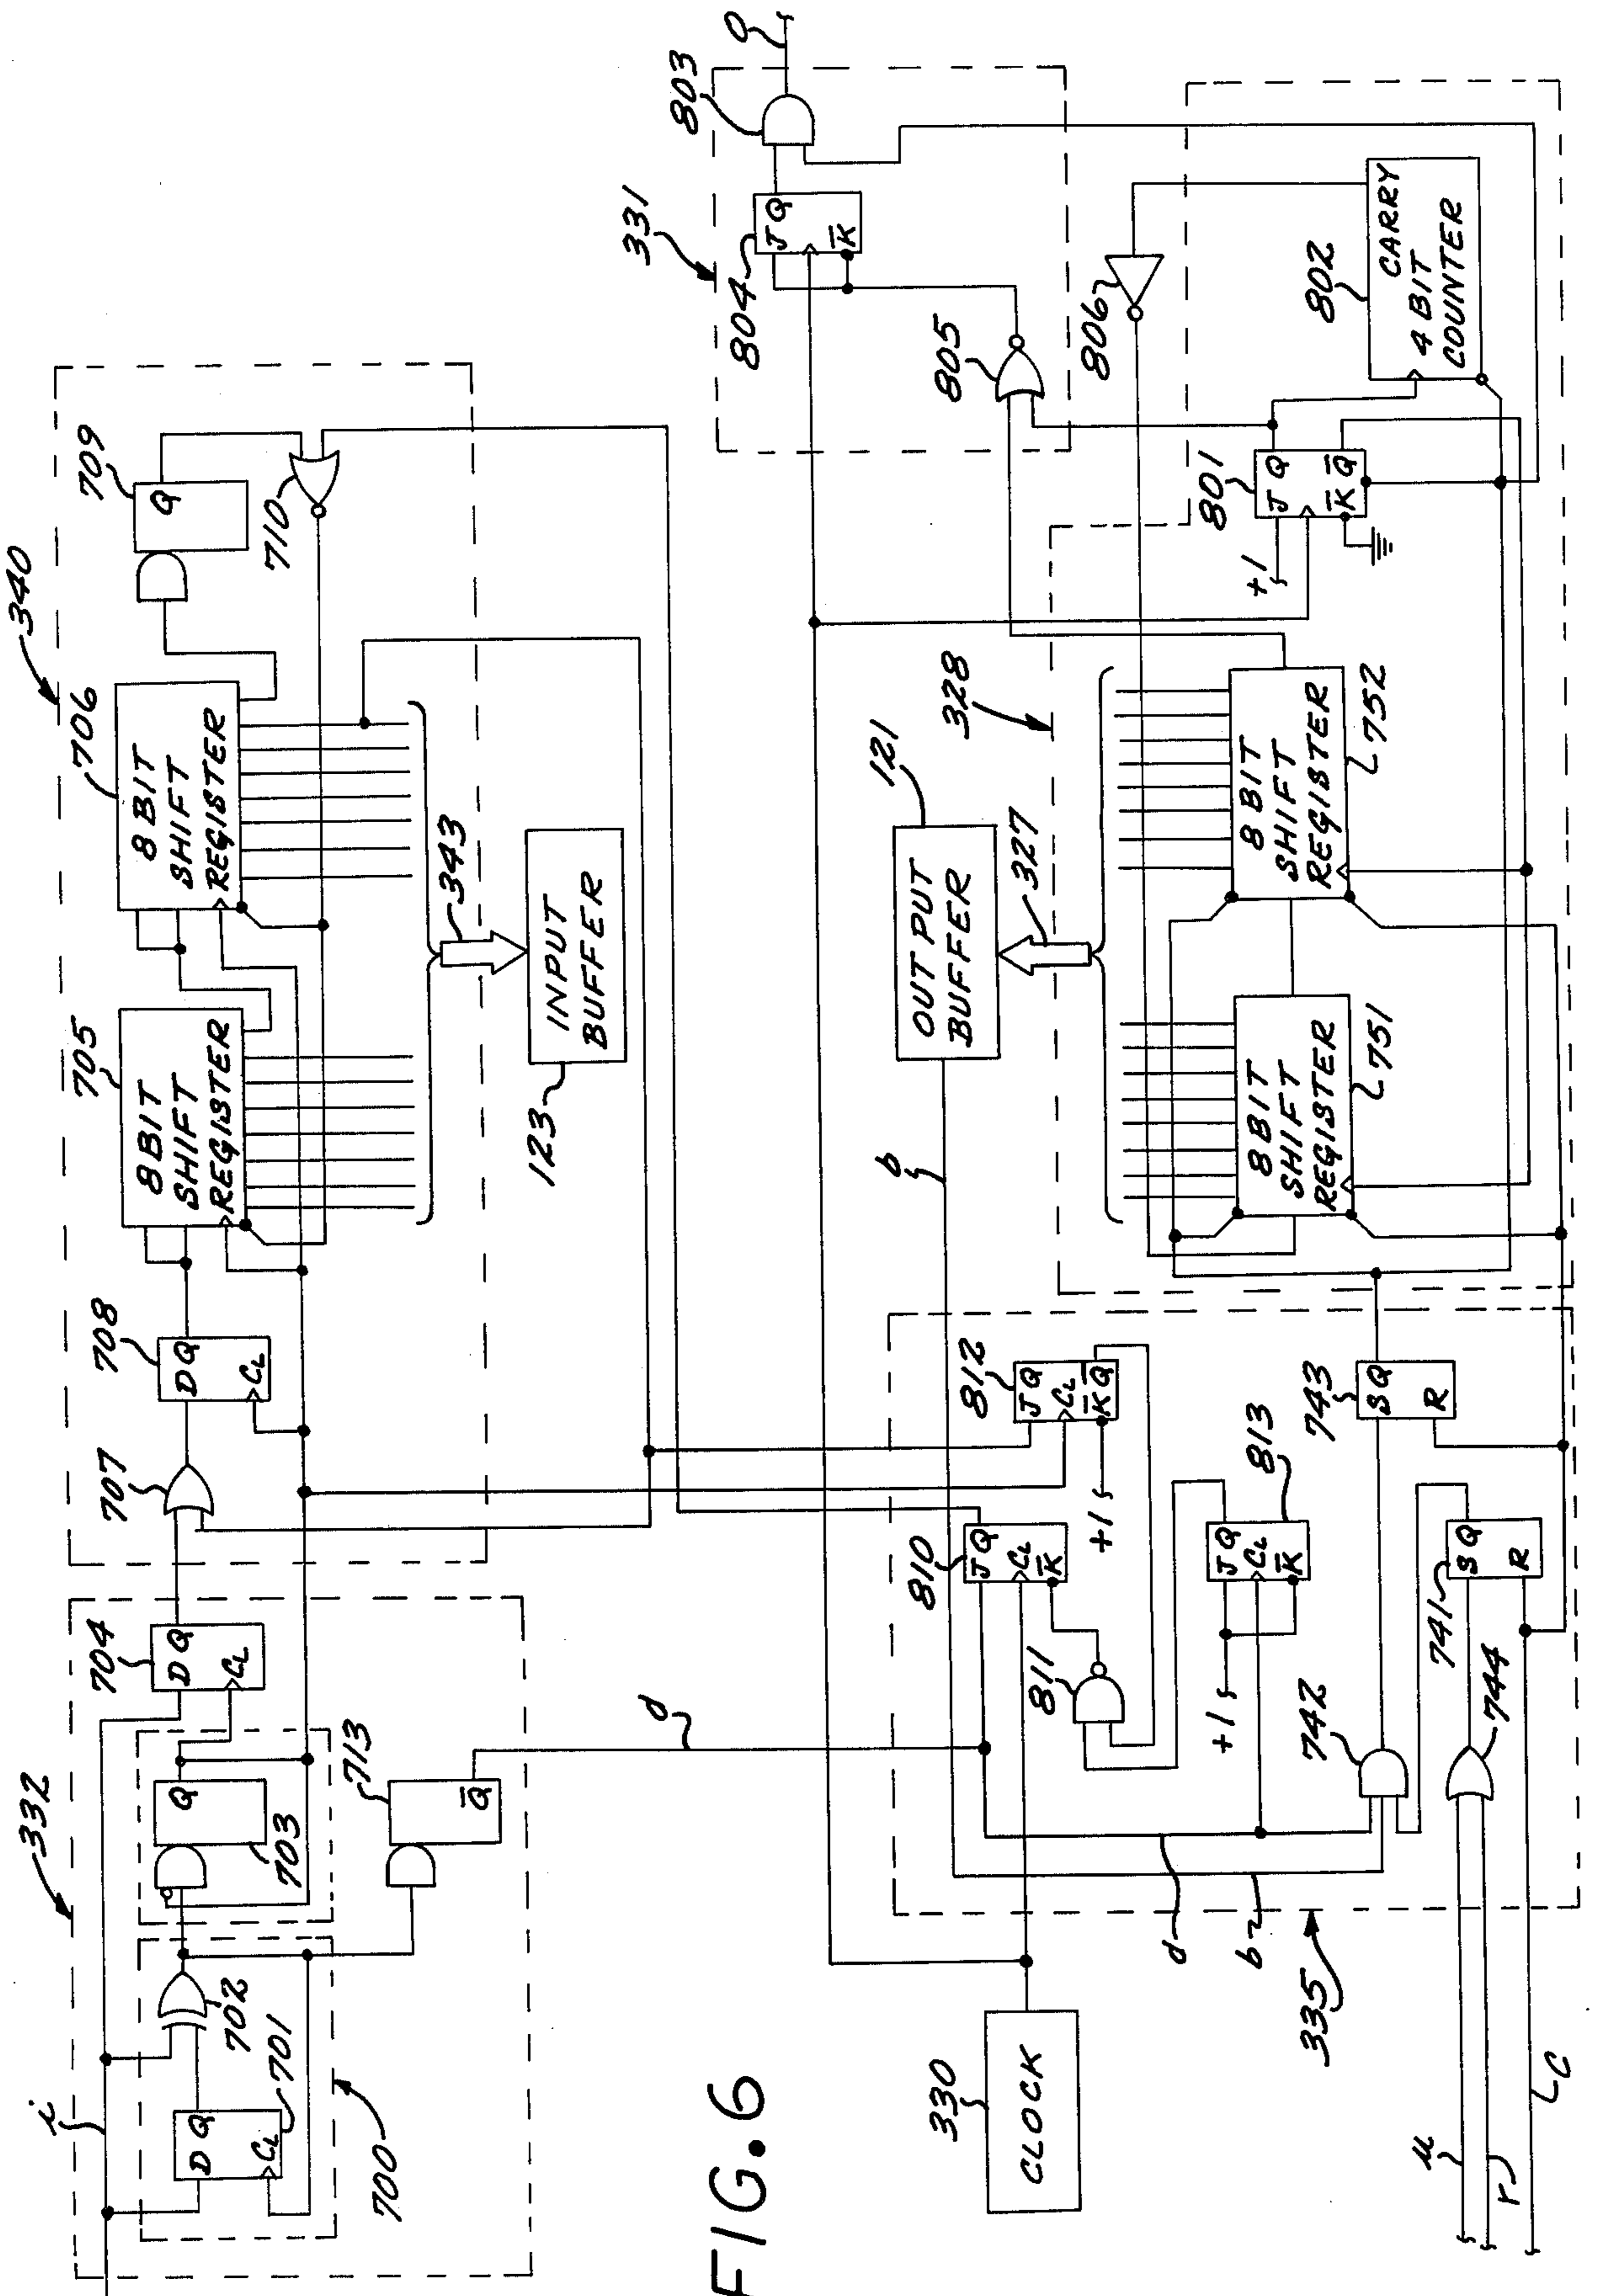 FIG. 6
332
i
700
D Q
CL
701
702
Q
703
D Q
CL
704
713
Q̅
d
340
707
D Q
CL
708
705
8 BIT
SHIFT
REGISTER
706
8 BIT
SHIFT
REGISTER
709
Q
710
343
INPUT
BUFFER
123
331
803
O
804
J Q
K̅
805
806
328
121
OUT PUT
BUFFER
327
b
8 BIT
SHIFT
REGISTER
751
8 BIT
SHIFT
REGISTER
752
801
J Q
K̅ Q̅
+1
802
CARRY
4 BIT
COUNTER
330
CLOCK
335
d
b
810
J Q
CL
K̅
811
812
J Q
CL
K̅ Q̅
+1
813
J Q
CL
K̅
+1
742
743
S Q
R
741
S Q
R
744
u
r
C